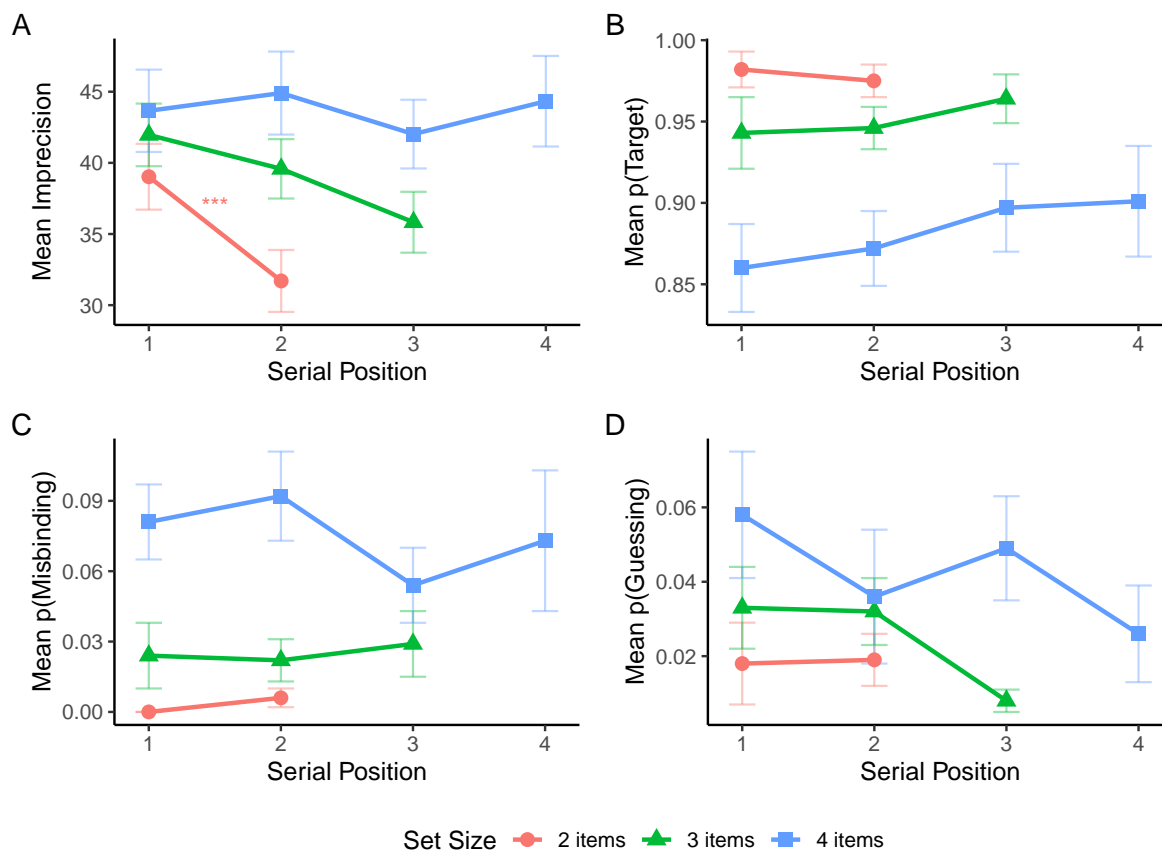 A
Mean Imprecision
45
40
35
30
***
1 2 3 4
Serial Position
B
Mean p(Target)
1.00
0.95
0.90
0.85
1 2 3 4
Serial Position
C
Mean p(Misbinding)
0.09
0.06
0.03
0.00
1 2 3 4
Serial Position
D
Mean p(Guessing)
0.06
0.04
0.02
1 2 3 4
Serial Position
Set Size 2 items 3 items 4 items